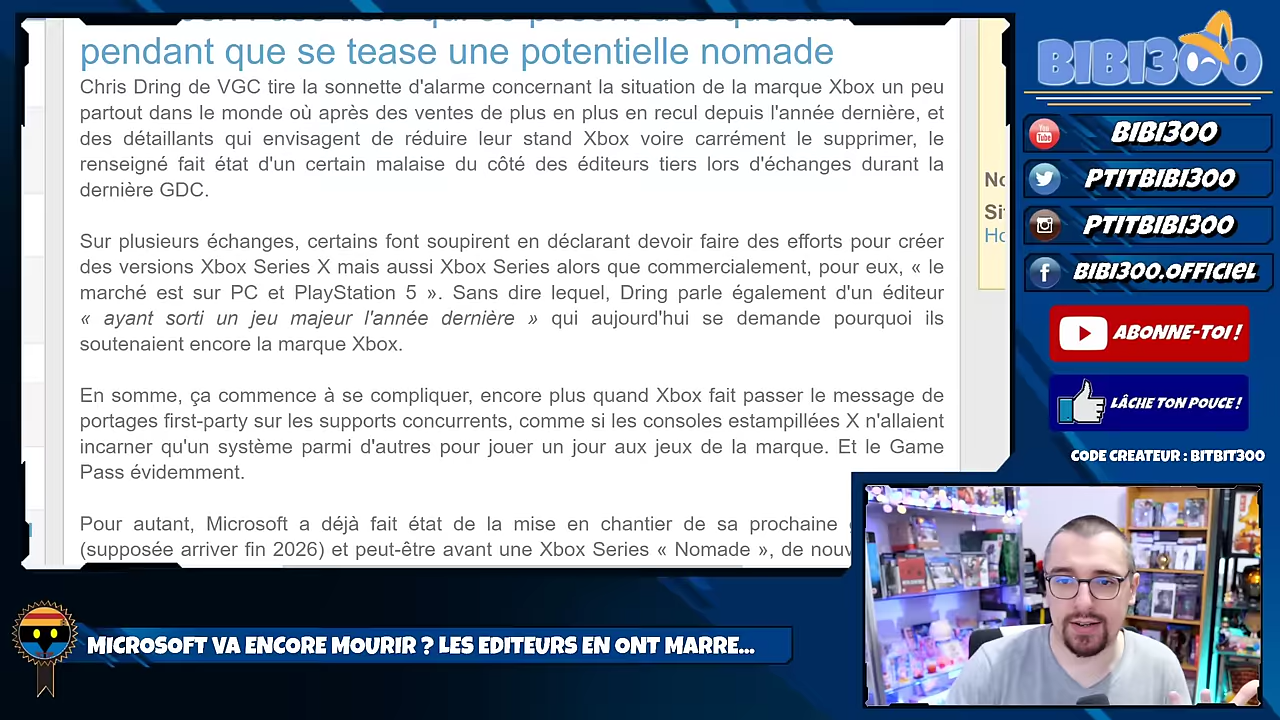 pendant que se tease une potentielle nomade
Chris Dring de VGC tire la sonnette d'alarme concernant la situation de la marque Xbox un peu
partout dans le monde où après des ventes de plus en plus en recul depuis l'année dernière, et
des détaillants qui envisagent de réduire leur stand Xbox voire carrément le supprimer, le
renseigné fait état d'un certain malaise du côté des éditeurs tiers lors d'échanges durant la
dernière GDC.
Sur plusieurs échanges, certains font soupirent en déclarant devoir faire des efforts pour créer
des versions Xbox Series X mais aussi Xbox Series alors que commercialement, pour eux, « le
marché est sur PC et PlayStation 5 ». Sans dire lequel, Dring parle également d'un éditeur
« ayant sorti un jeu majeur l'année dernière » qui aujourd'hui se demande pourquoi ils
soutenaient encore la marque Xbox.
En somme, ça commence à se compliquer, encore plus quand Xbox fait passer le message de
portages first-party sur les supports concurrents, comme si les consoles estampillées X n'allaient
incarner qu'un système parmi d'autres pour jouer un jour aux jeux de la marque. Et le Game
Pass évidemment.
Pour autant, Microsoft a déjà fait état de la mise en chantier de sa prochaine
(supposée arriver fin 2026) et peut-être avant une Xbox Series « Nomade », de nouv
BIBI300
You Tube
BIBI300
PTITBIBI300
PTITBIBI300
BIBI300.OFFICIEL
ABONNE-TOI !
LÂCHE TON POUCE !
CODE CREATEUR : BITBIT300
MICROSOFT VA ENCORE MOURIR ? LES EDITEURS EN ONT MARRE...